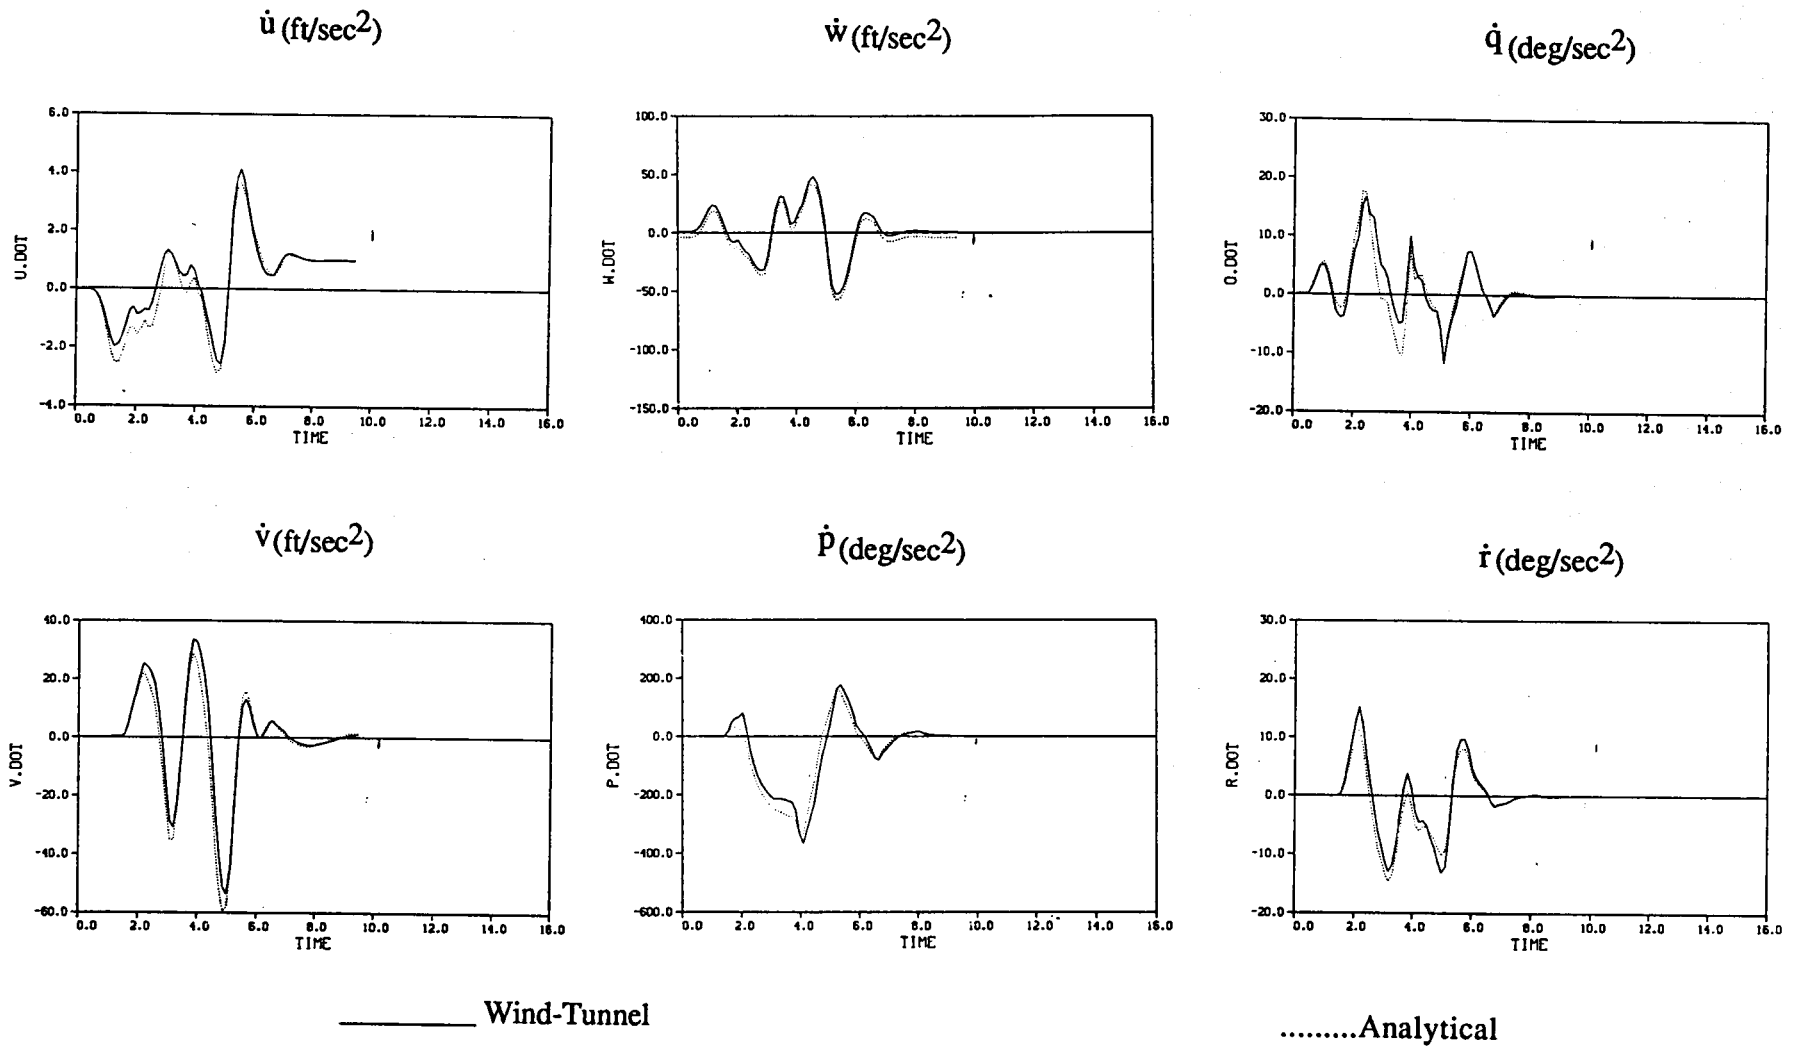 u̇ (ft/sec2)
6.0
4.0
2.0
0.0
-2.0
-4.0
U.DOT
0.0 2.0 4.0 6.0 8.0 10.0 12.0 14.0 16.0
TIME
ẇ (ft/sec2)
100.0
50.0
0.0
-50.0
-100.0
-150.0
W.DOT
0.0 2.0 4.0 6.0 8.0 10.0 12.0 14.0 16.0
TIME
q̇ (deg/sec2)
30.0
20.0
10.0
0.0
-10.0
-20.0
Q.DOT
0.0 2.0 4.0 6.0 8.0 10.0 12.0 14.0 16.0
TIME
v̇ (ft/sec2)
40.0
20.0
0.0
-20.0
-40.0
-60.0
V.DOT
0.0 2.0 4.0 6.0 8.0 10.0 12.0 14.0 16.0
TIME
ṗ (deg/sec2)
400.0
200.0
0.0
-200.0
-400.0
-600.0
P.DOT
0.0 2.0 4.0 6.0 8.0 10.0 12.0 14.0 16.0
TIME
ṙ (deg/sec2)
30.0
20.0
10.0
0.0
-10.0
-20.0
R.DOT
0.0 2.0 4.0 6.0 8.0 10.0 12.0 14.0 16.0
TIME
Wind-Tunnel
.........Analytical